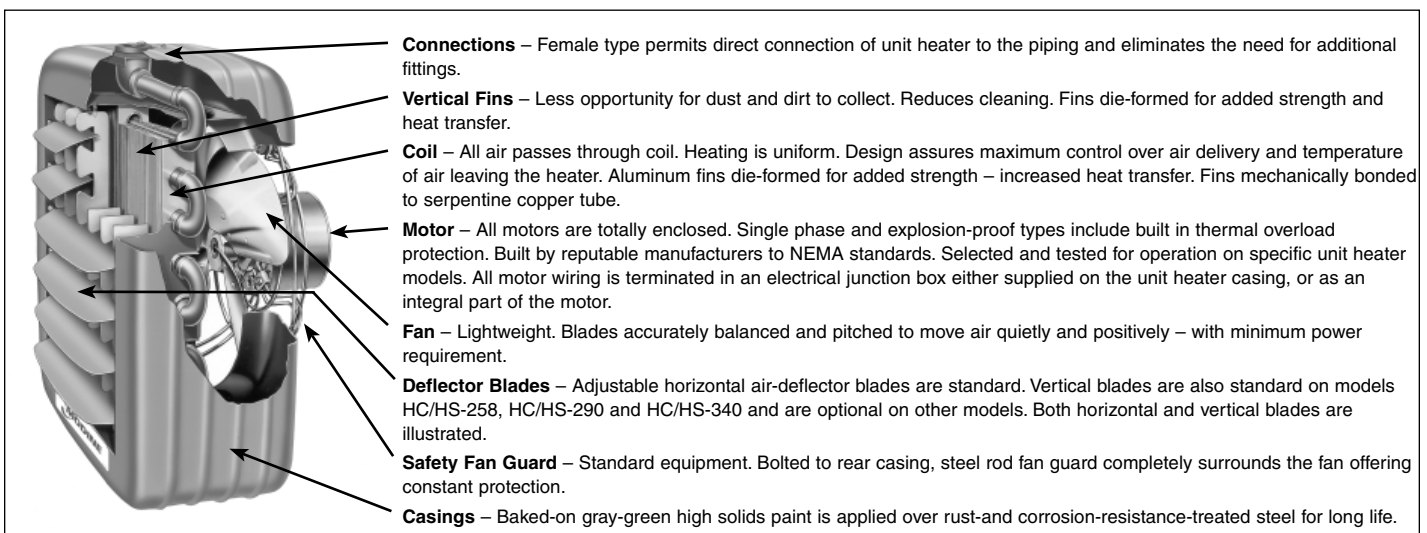 Connections – Female type permits direct connection of unit heater to the piping and eliminates the need for additional
fittings.
Vertical Fins – Less opportunity for dust and dirt to collect. Reduces cleaning. Fins die-formed for added strength and
heat transfer.
Coil – All air passes through coil. Heating is uniform. Design assures maximum control over air delivery and temperature
of air leaving the heater. Aluminum fins die-formed for added strength – increased heat transfer. Fins mechanically bonded
to serpentine copper tube.
Motor – All motors are totally enclosed. Single phase and explosion-proof types include built in thermal overload
protection. Built by reputable manufacturers to NEMA standards. Selected and tested for operation on specific unit heater
models. All motor wiring is terminated in an electrical junction box either supplied on the unit heater casing, or as an
integral part of the motor.
Fan – Lightweight. Blades accurately balanced and pitched to move air quietly and positively – with minimum power
requirement.
Deflector Blades – Adjustable horizontal air-deflector blades are standard. Vertical blades are also standard on models
HC/HS-258, HC/HS-290 and HC/HS-340 and are optional on other models. Both horizontal and vertical blades are
illustrated.
Safety Fan Guard – Standard equipment. Bolted to rear casing, steel rod fan guard completely surrounds the fan offering
constant protection.
Casings – Baked-on gray-green high solids paint is applied over rust-and corrosion-resistance-treated steel for long life.